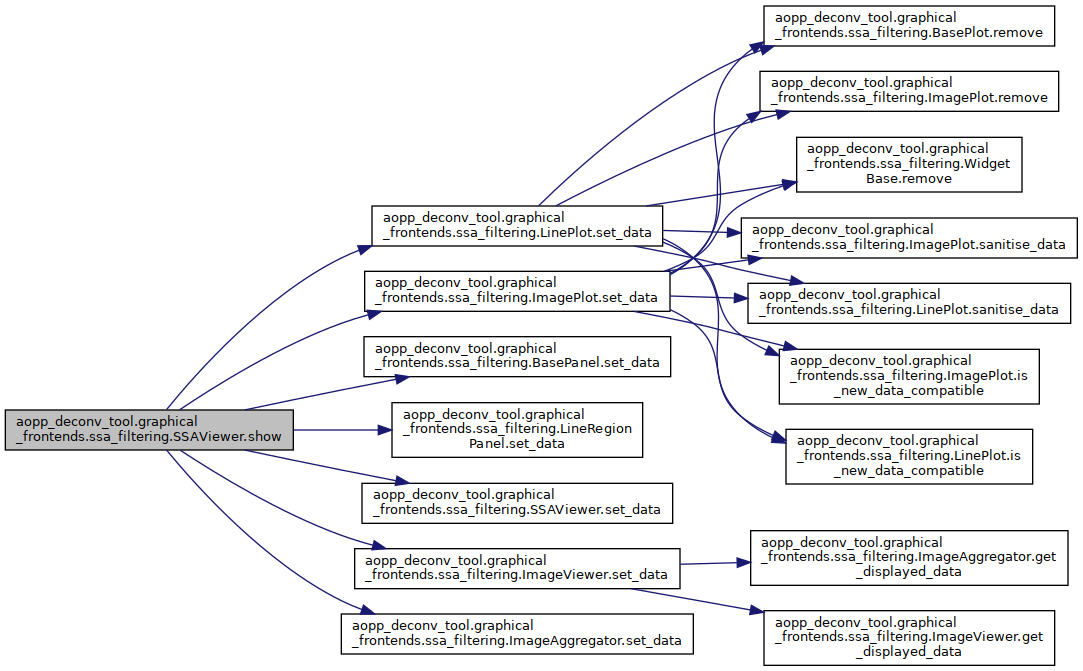 aopp_deconv_tool.graphical
_frontends.ssa_filtering.SSAViewer.show
aopp_deconv_tool.graphical
_frontends.ssa_filtering.LinePlot.set_data
aopp_deconv_tool.graphical
_frontends.ssa_filtering.ImagePlot.set_data
aopp_deconv_tool.graphical
_frontends.ssa_filtering.BasePanel.set_data
aopp_deconv_tool.graphical
_frontends.ssa_filtering.LineRegion
Panel.set_data
aopp_deconv_tool.graphical
_frontends.ssa_filtering.SSAViewer.set_data
aopp_deconv_tool.graphical
_frontends.ssa_filtering.ImageViewer.set_data
aopp_deconv_tool.graphical
_frontends.ssa_filtering.ImageAggregator.set_data
aopp_deconv_tool.graphical
_frontends.ssa_filtering.BasePlot.remove
aopp_deconv_tool.graphical
_frontends.ssa_filtering.ImagePlot.remove
aopp_deconv_tool.graphical
_frontends.ssa_filtering.Widget
Base.remove
aopp_deconv_tool.graphical
_frontends.ssa_filtering.ImagePlot.sanitise_data
aopp_deconv_tool.graphical
_frontends.ssa_filtering.LinePlot.sanitise_data
aopp_deconv_tool.graphical
_frontends.ssa_filtering.ImagePlot.is
_new_data_compatible
aopp_deconv_tool.graphical
_frontends.ssa_filtering.LinePlot.is
_new_data_compatible
aopp_deconv_tool.graphical
_frontends.ssa_filtering.ImageAggregator.get
_displayed_data
aopp_deconv_tool.graphical
_frontends.ssa_filtering.ImageViewer.get
_displayed_data